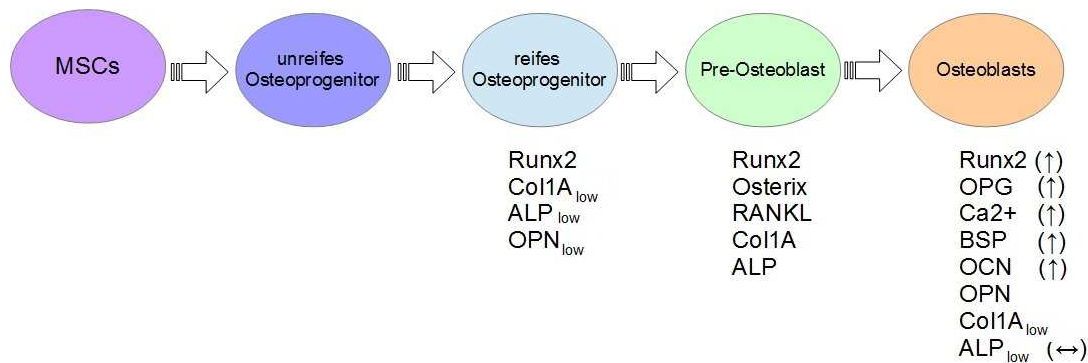 MSCs
unreifes
Osteoprogenitor
reifes
Osteoprogenitor
Pre-Osteoblast
Osteoblasts
Runx2
Col1A low
ALP low
OPN low
Runx2
Osterix
RANKL
Col1A
ALP
Runx2 (↑)
OPG (↑)
Ca2+ (↑)
BSP (↑)
OCN (↑)
OPN
Col1A low
ALP low (↔)